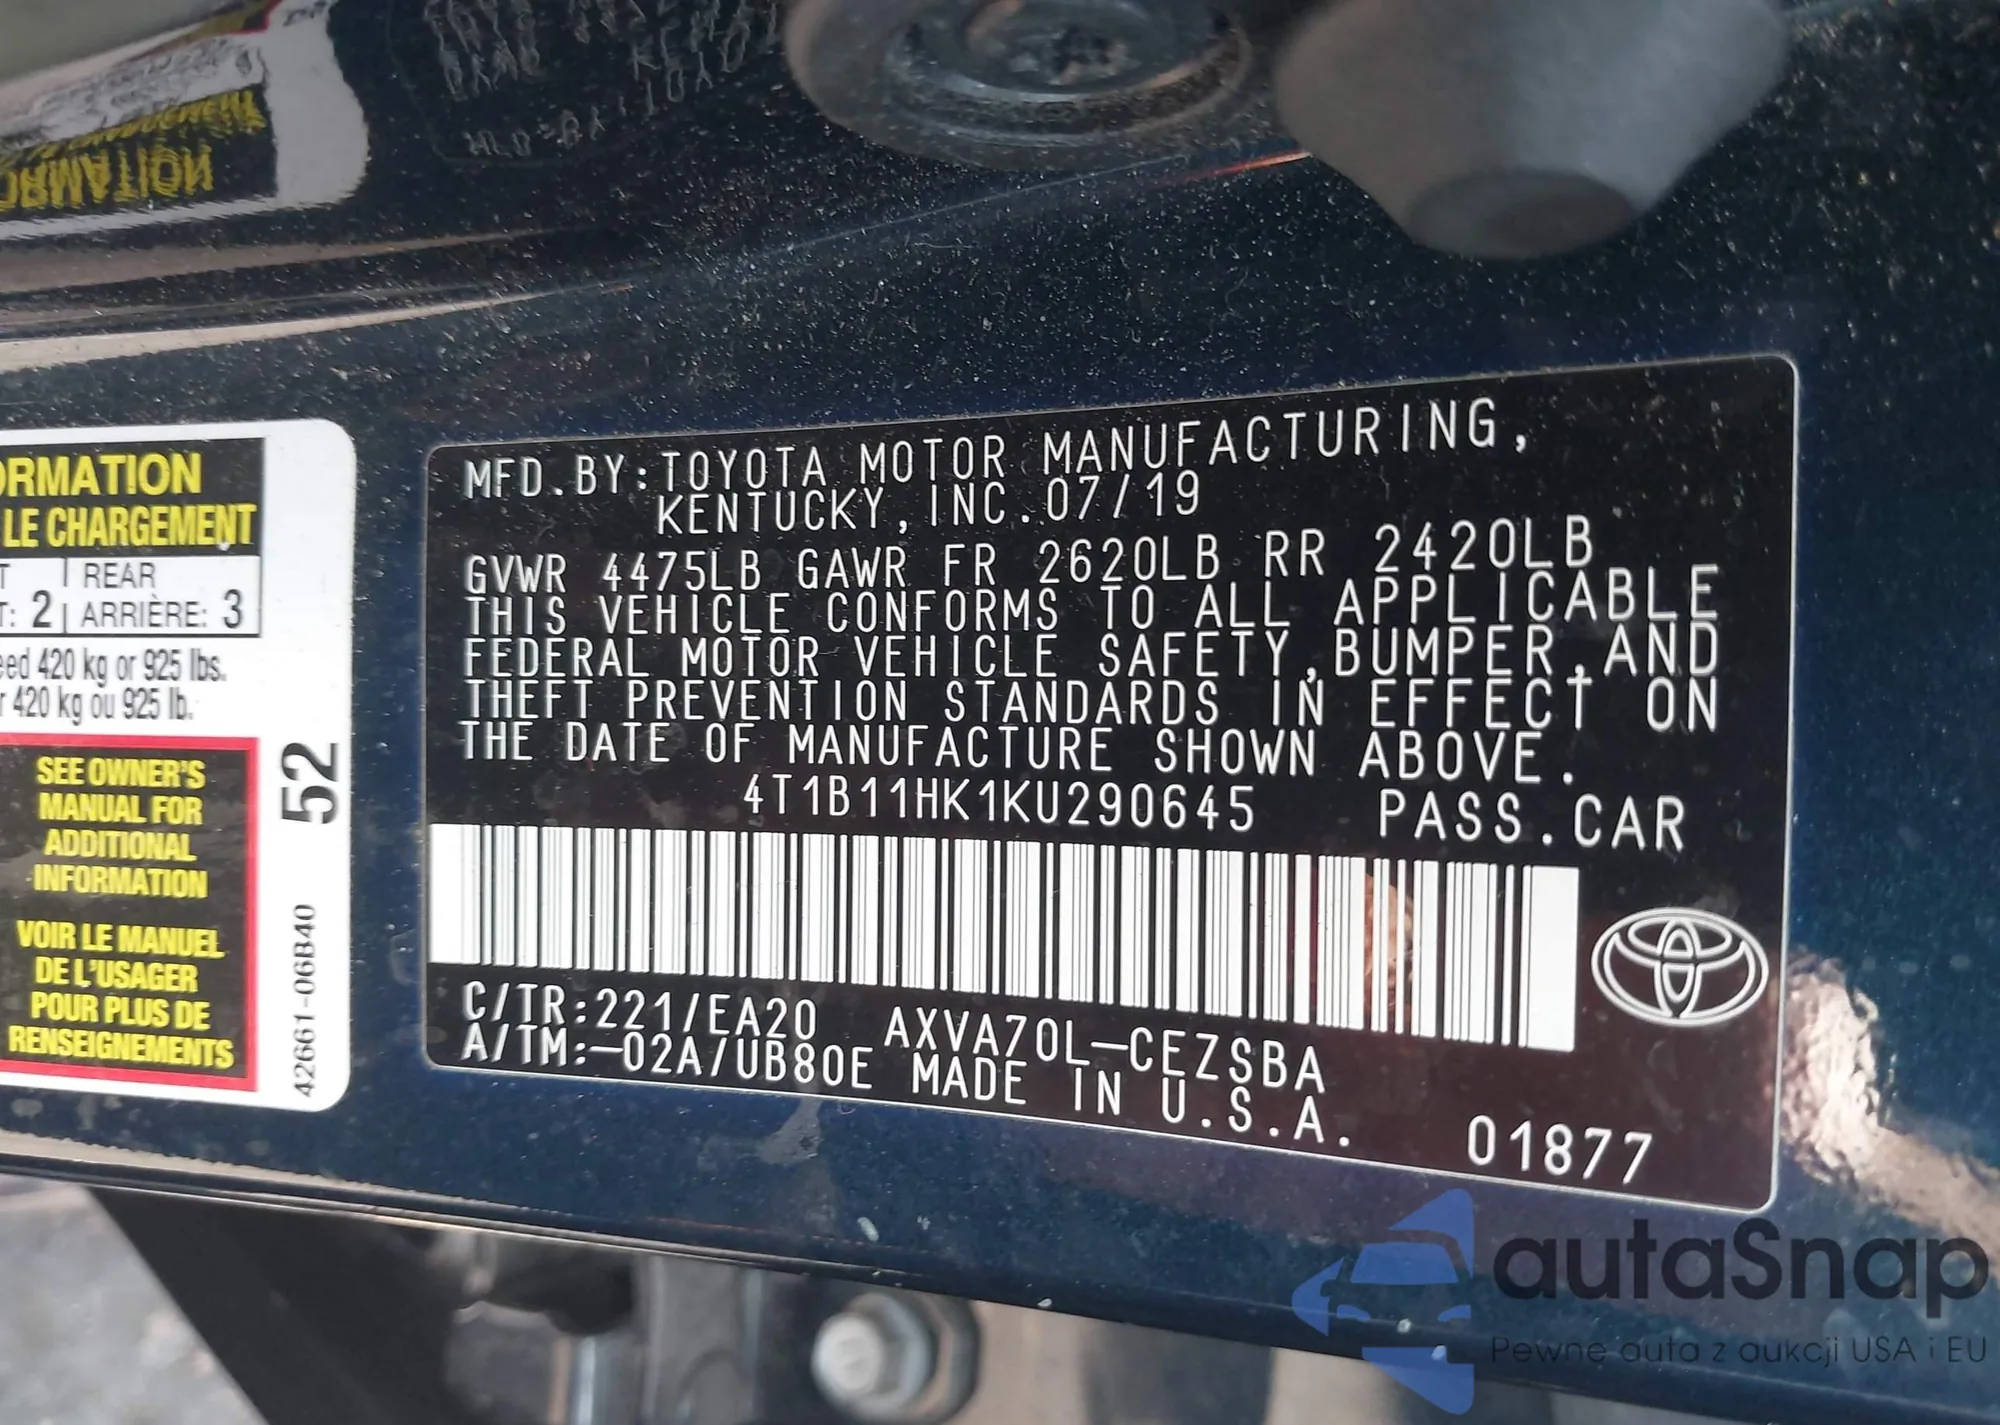 ORMATION
LE CHARGEMENT
REAR
T: 2 ARRIÈRE: 3
eed 420 kg or 925 lbs.
r 420 kg ou 925 lb.
SEE OWNER'S
MANUAL FOR
ADDITIONAL
INFORMATION
VOIR LE MANUEL
DE L'USAGER
POUR PLUS DE
RENSEIGNEMENTS
52
42661-06B40
MFD.BY:TOYOTA MOTOR MANUFACTURING,
KENTUCKY,INC.07/19
GVWR 4475LB GAWR FR 2620LB RR 2420LB
THIS VEHICLE CONFORMS TO ALL APPLICABLE
FEDERAL MOTOR VEHICLE SAFETY,BUMPER,AND
THEFT PREVENTION STANDARDS IN EFFECT ON
THE DATE OF MANUFACTURE SHOWN ABOVE.
4T1B11HK1KU290645 PASS.CAR
C/TR:221/EA20 AXVA70L-CEZSBA
A/TM:-02A/UB80E MADE IN U.S.A.
01877
autaSnap
Pewne auta z aukcji USA i EU